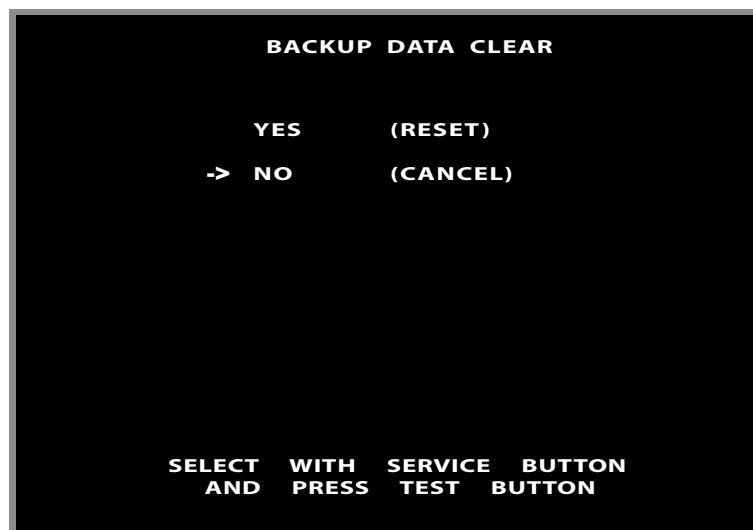 BACKUP DATA CLEAR
YES (RESET)
-> NO (CANCEL)
SELECT WITH SERVICE BUTTON
AND PRESS TEST BUTTON